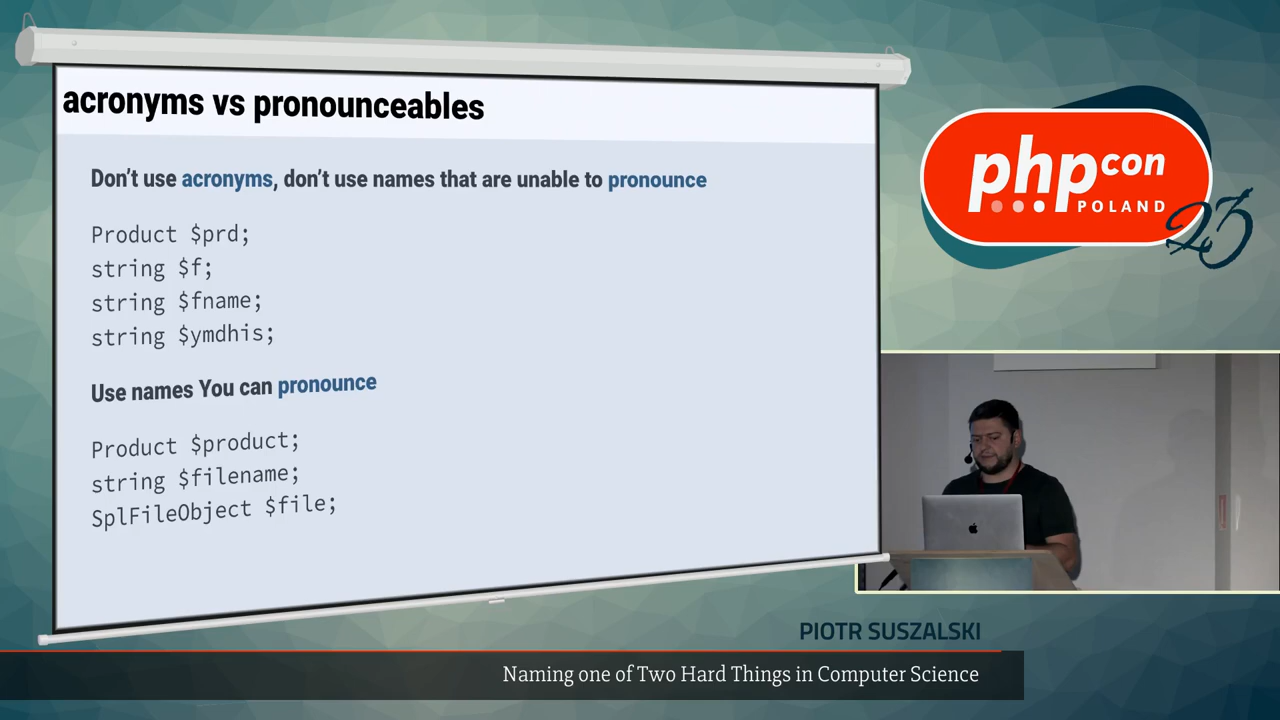 acronyms vs pronounceables
Don't use acronyms, don't use names that are unable to pronounce
Product $prd;
string $f;
string $fname;
string $ymdhis;
Use names You can pronounce
Product $product;
string $filename;
SplFileObject $file;
phpcon
POLAND
23
PIOTR SUSZALSKI
Naming one of Two Hard Things in Computer Science